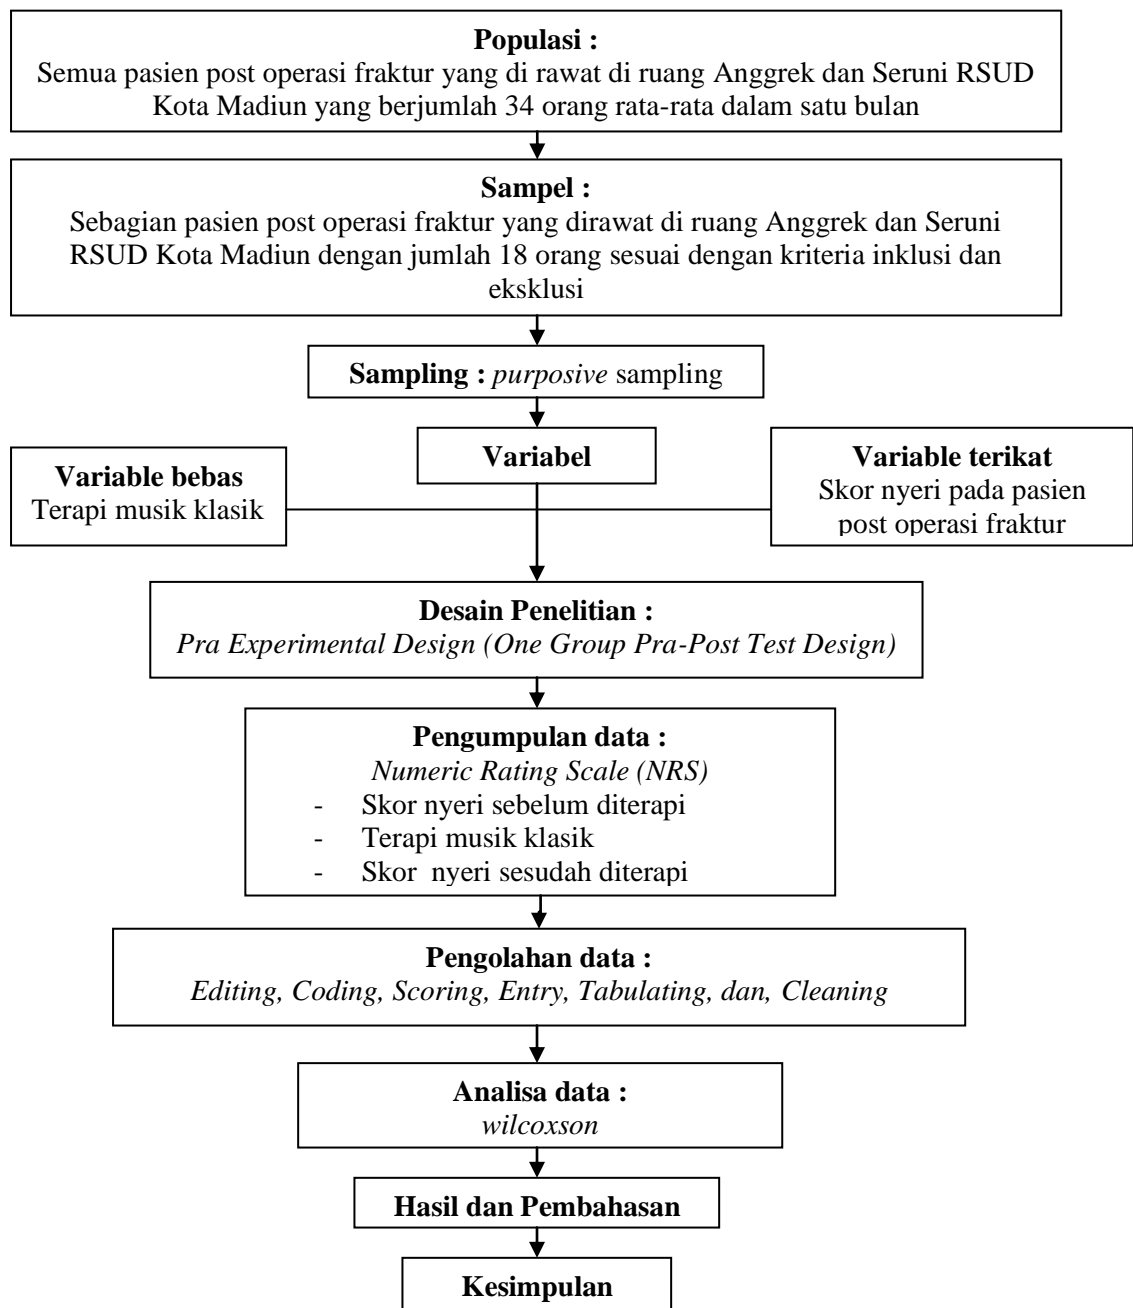 Populasi :
Semua pasien post operasi fraktur yang di rawat di ruang Anggrek dan Seruni RSUD
Kota Madiun yang berjumlah 34 orang rata-rata dalam satu bulan
Sampel :
Sebagian pasien post operasi fraktur yang dirawat di ruang Anggrek dan Seruni
RSUD Kota Madiun dengan jumlah 18 orang sesuai dengan kriteria inklusi dan
eksklusi
Sampling : purposive sampling
Variabel
Variable bebas
Terapi musik klasik
Variable terikat
Skor nyeri pada pasien
post operasi fraktur
Desain Penelitian :
Pra Experimental Design (One Group Pra-Post Test Design)
Pengumpulan data :
Numeric Rating Scale (NRS)
- Skor nyeri sebelum diterapi
- Terapi musik klasik
- Skor nyeri sesudah diterapi
Pengolahan data :
Editing, Coding, Scoring, Entry, Tabulating, dan, Cleaning
Analisa data :
wilcoxson
Hasil dan Pembahasan
Kesimpulan